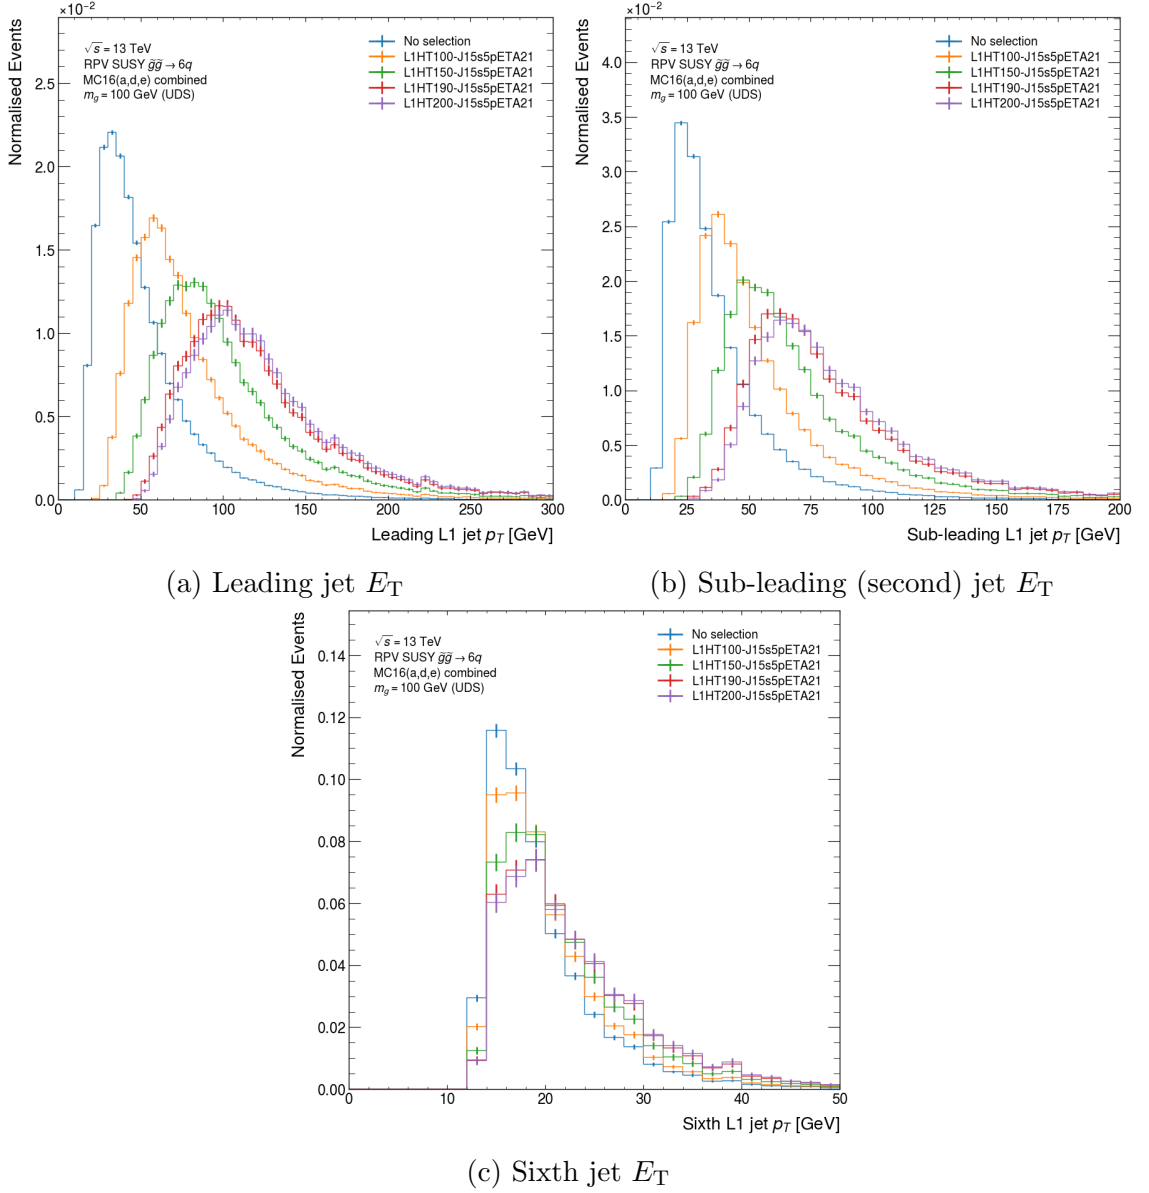 ×10⁻²
Normalised Events
√s = 13 TeV
RPV SUSY g̃g̃ → 6q
MC16(a,d,e) combined
m_g = 100 GeV (UDS)
No selection
L1HT100-J15s5pETA21
L1HT150-J15s5pETA21
L1HT190-J15s5pETA21
L1HT200-J15s5pETA21
2.5
2.0
1.5
1.0
0.5
0.0
0 50 100 150 200 250 300
Leading L1 jet p_T [GeV]
(a) Leading jet E_T
×10⁻²
Normalised Events
√s = 13 TeV
RPV SUSY g̃g̃ → 6q
MC16(a,d,e) combined
m_g = 100 GeV (UDS)
No selection
L1HT100-J15s5pETA21
L1HT150-J15s5pETA21
L1HT190-J15s5pETA21
L1HT200-J15s5pETA21
4.0
3.5
3.0
2.5
2.0
1.5
1.0
0.5
0.0
0 25 50 75 100 125 150 175 200
Sub-leading L1 jet p_T [GeV]
(b) Sub-leading (second) jet E_T
Normalised Events
√s = 13 TeV
RPV SUSY g̃g̃ → 6q
MC16(a,d,e) combined
m_g = 100 GeV (UDS)
No selection
L1HT100-J15s5pETA21
L1HT150-J15s5pETA21
L1HT190-J15s5pETA21
L1HT200-J15s5pETA21
0.14
0.12
0.10
0.08
0.06
0.04
0.02
0.00
0 10 20 30 40 50
Sixth L1 jet p_T [GeV]
(c) Sixth jet E_T